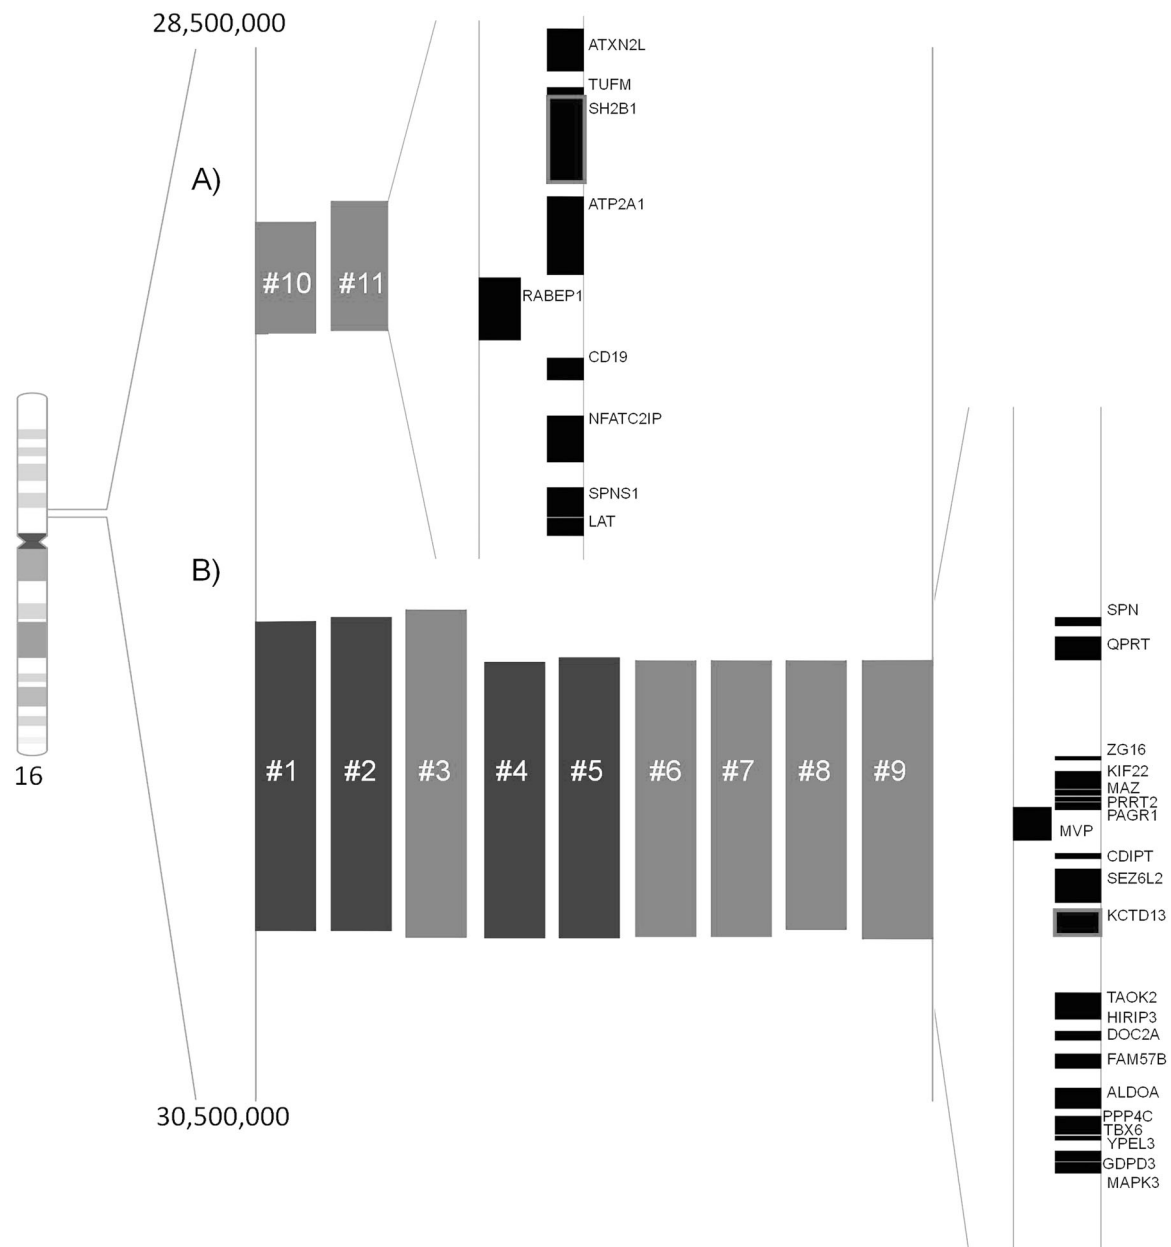 28,500,000
A)
#10
#11
ATXN2L
TUFM
SH2B1
ATP2A1
RABEP1
CD19
NFATC2IP
SPNS1
LAT
16
B)
#1
#2
#3
#4
#5
#6
#7
#8
#9
SPN
QPRT
ZG16
KIF22
MAZ
PRRT2
PAGR1
MVP
CDIPT
SEZ6L2
KCTD13
TAOK2
HIRIP3
DOC2A
FAM57B
ALDOA
PPP4C
TBX6
YPEL3
GDPD3
MAPK3
30,500,000